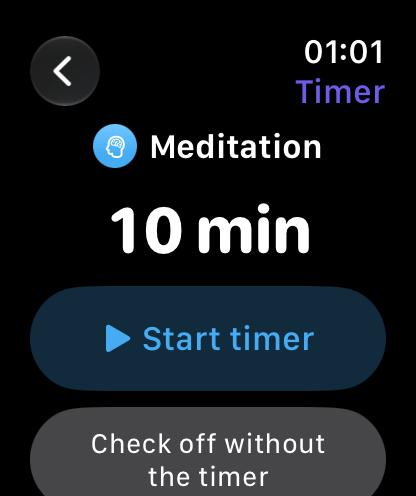 01:01
Timer
Meditation
10 min
Start timer
Check off without
the timer